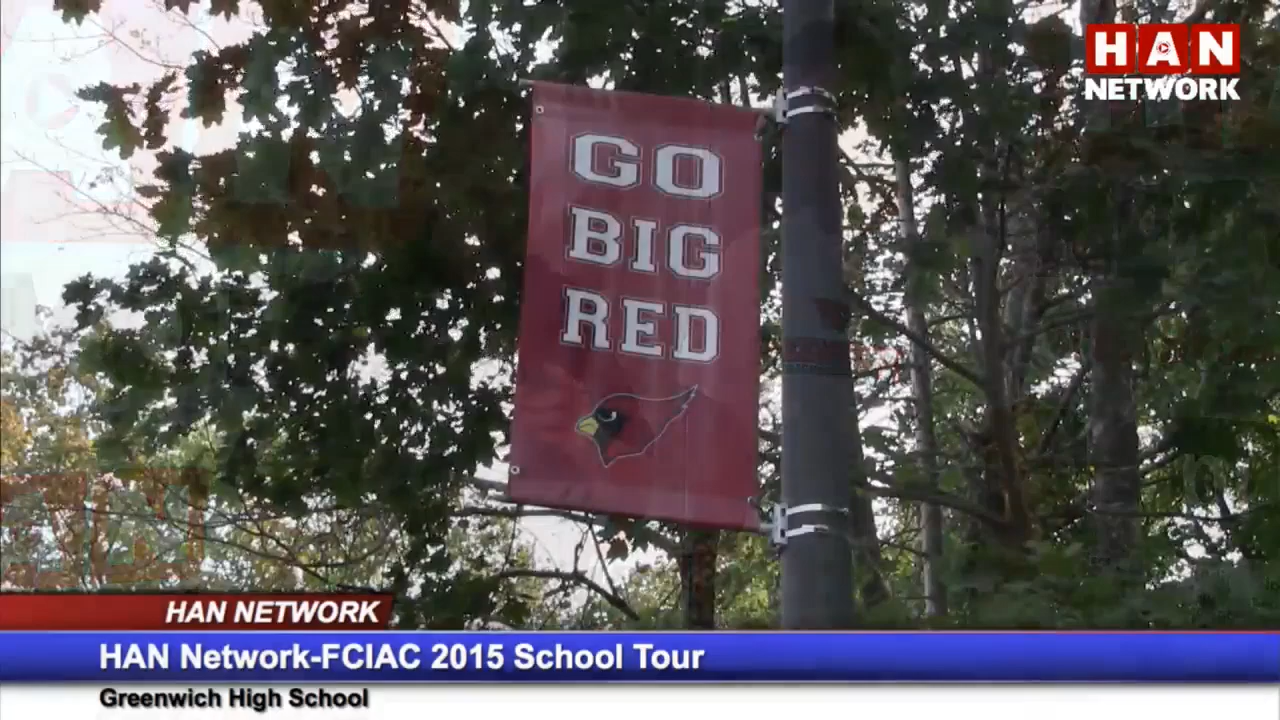 HAN
NETWORK
GO
BIG
RED
HAN NETWORK
HAN Network-FCIAC 2015 School Tour
Greenwich High School